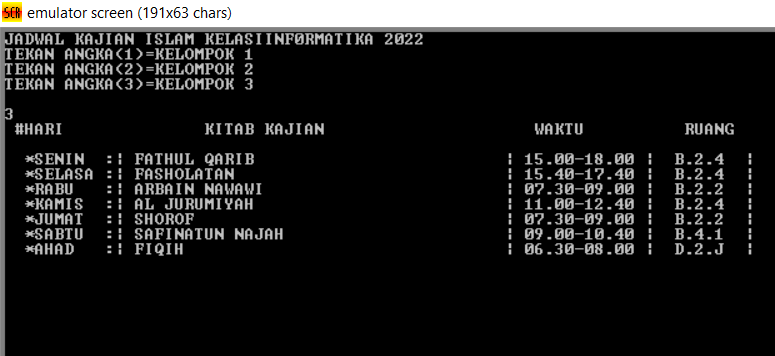 emulator screen (191x63 chars)
JADWAL KAJIAN ISLAM KELASIINFORMATIKA 2022
TEKAN ANGKA(1)=KELOMPOK 1
TEKAN ANGKA(2)=KELOMPOK 2
TEKAN ANGKA(3)=KELOMPOK 3
3
#HARI KITAB KAJIAN WAKTU RUANG
*SENIN :¦ FATHUL QARIB ¦ 15.00-18.00 ¦ B.2.4 ¦
*SELASA :¦ FASHOLATAN ¦ 15.40-17.40 ¦ B.2.4 ¦
*RABU :¦ ARBAIN NAWAWI ¦ 07.30-09.00 ¦ B.2.2 ¦
*KAMIS :¦ AL JURUMIYAH ¦ 11.00-12.40 ¦ B.2.4 ¦
*JUMAT :¦ SHOROF ¦ 07.30-09.00 ¦ B.2.2 ¦
*SABTU :¦ SAFINATUN NAJAH ¦ 09.00-10.40 ¦ B.4.1 ¦
*AHAD :¦ FIQIH ¦ 06.30-08.00 ¦ D.2.J ¦